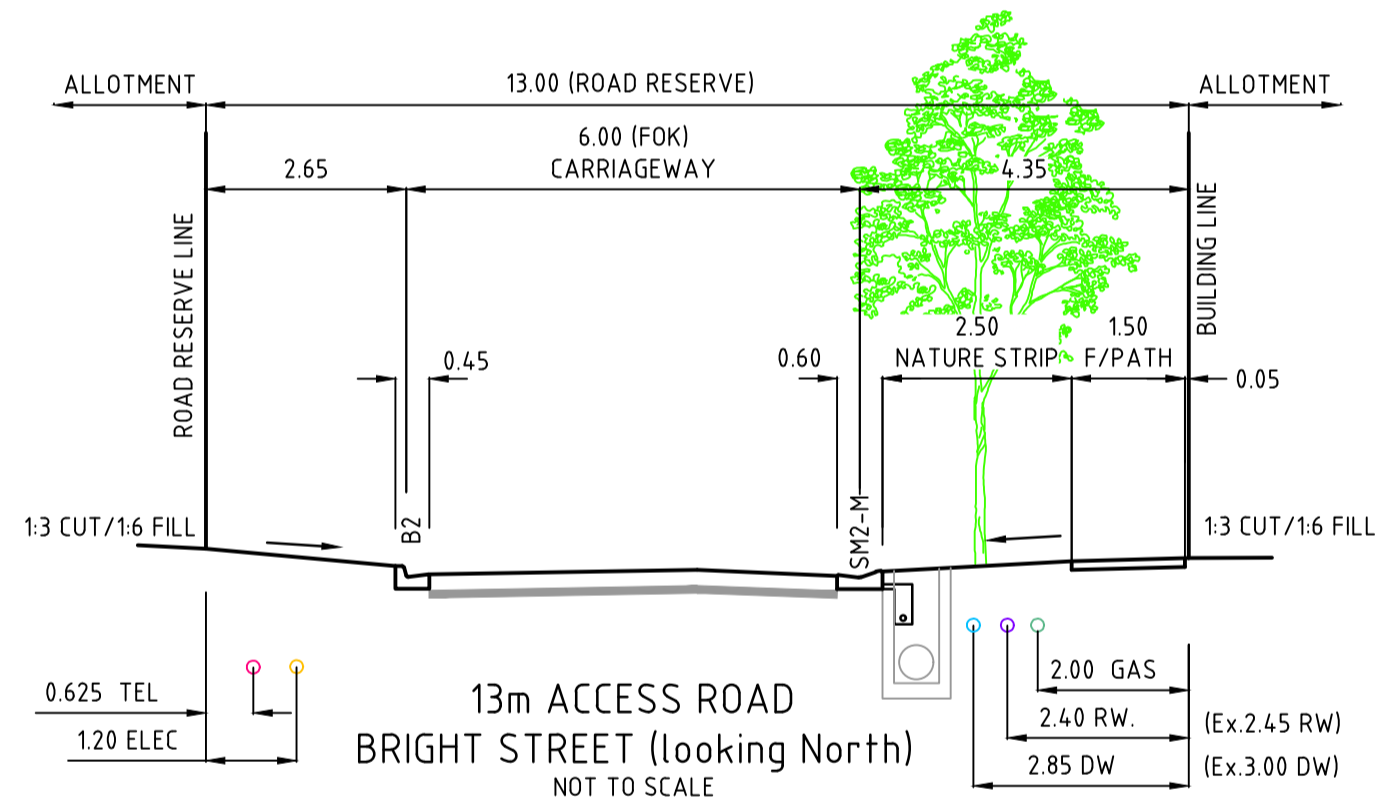 ALLOTMENT
13.00 (ROAD RESERVE)
ALLOTMENT
6.00 (FOK)
CARRIAGEWAY
2.65
4.35
ROAD RESERVE LINE
BUILDING LINE
2.50
NATURE STRIP
1.50
F/PATH
0.45
0.60
0.05
B2
SM2-M
1:3 CUT/1:6 FILL
1:3 CUT/1:6 FILL
0.625 TEL
1.20 ELEC
13m ACCESS ROAD
BRIGHT STREET (looking North)
NOT TO SCALE
2.00 GAS
2.40 RW.
(Ex.2.45 RW)
2.85 DW
(Ex.3.00 DW)